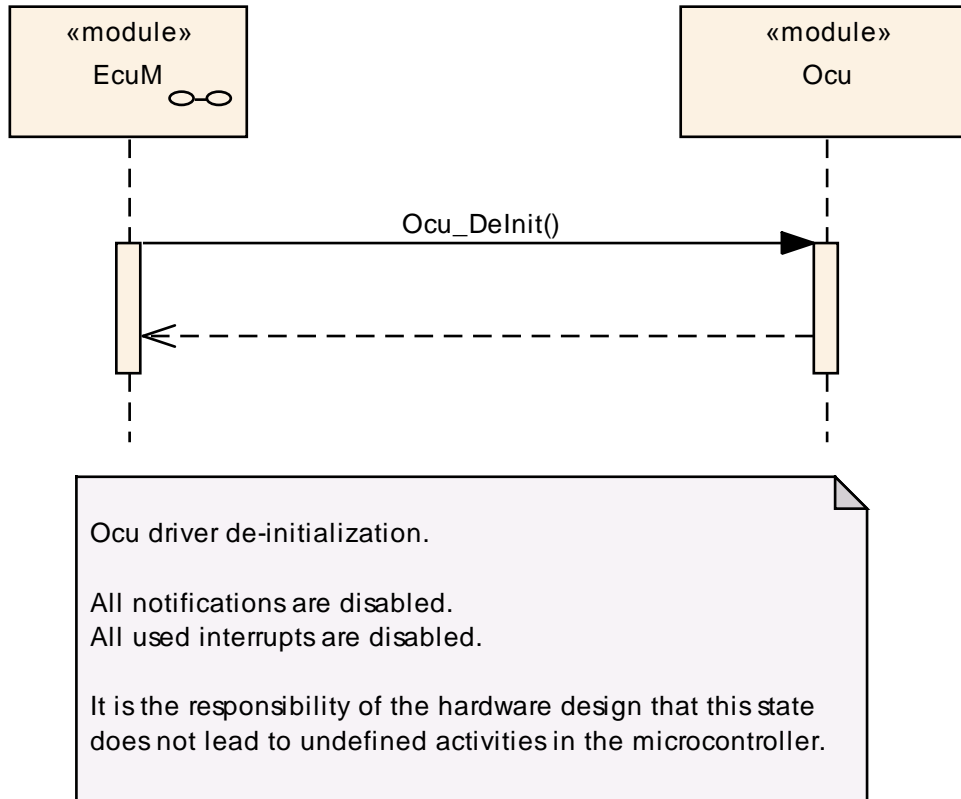 «module»
EcuM
«module»
Ocu
Ocu_DeInit()
Ocu driver de-initialization.
All notifications are disabled.
All used interrupts are disabled.
It is the responsibility of the hardware design that this state
does not lead to undefined activities in the microcontroller.